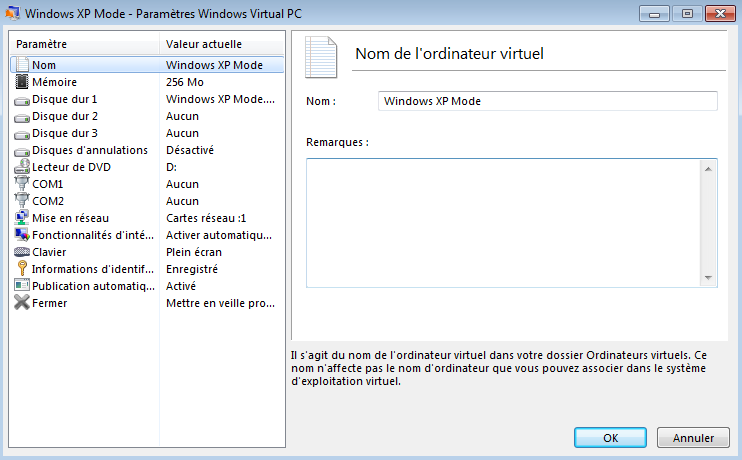 Windows XP Mode - Paramètres Windows Virtual PC
Paramètre Valeur actuelle
Nom Windows XP Mode
Mémoire 256 Mo
Disque dur 1 Windows XP Mode....
Disque dur 2 Aucun
Disque dur 3 Aucun
Disques d'annulations Désactivé
Lecteur de DVD D:
COM1 Aucun
COM2 Aucun
Mise en réseau Cartes réseau :1
Fonctionnalités d'inté... Activer automatiqu...
Clavier Plein écran
Informations d'identif... Enregistré
Publication automatiq... Activé
Fermer Mettre en veille pro...
Nom de l'ordinateur virtuel
Nom : Windows XP Mode
Remarques :
Il s'agit du nom de l'ordinateur virtuel dans votre dossier Ordinateurs virtuels. Ce
nom n'affecte pas le nom d'ordinateur que vous pouvez associer dans le système
d'exploitation virtuel.
OK Annuler